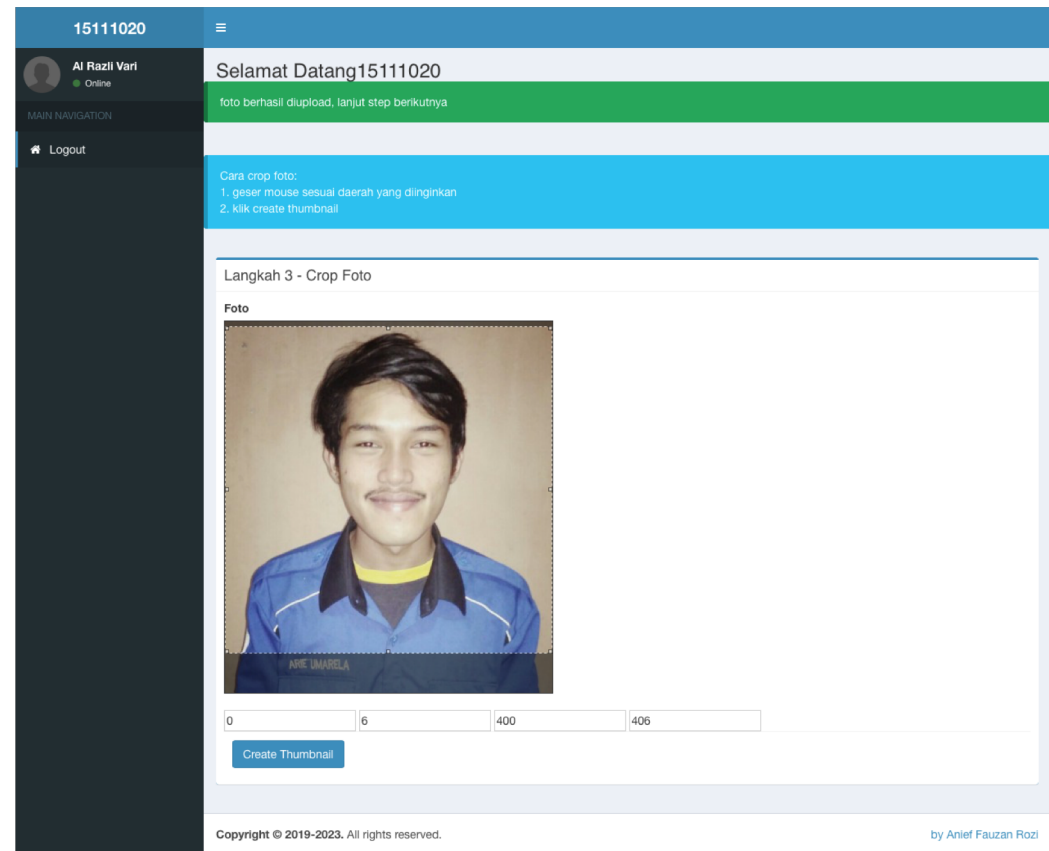 15111020
Al Razli Vari
Online
MAIN NAVIGATION
Logout
Selamat Datang15111020
foto berhasil diupload, lanjut step berikutnya
Cara crop foto:
1. geser mouse sesuai daerah yang diinginkan
2. klik create thumbnail
Langkah 3 - Crop Foto
Foto
ARIE UMARELA
0 6 400 406
Create Thumbnail
Copyright © 2019-2023. All rights reserved. by Anief Fauzan Rozi